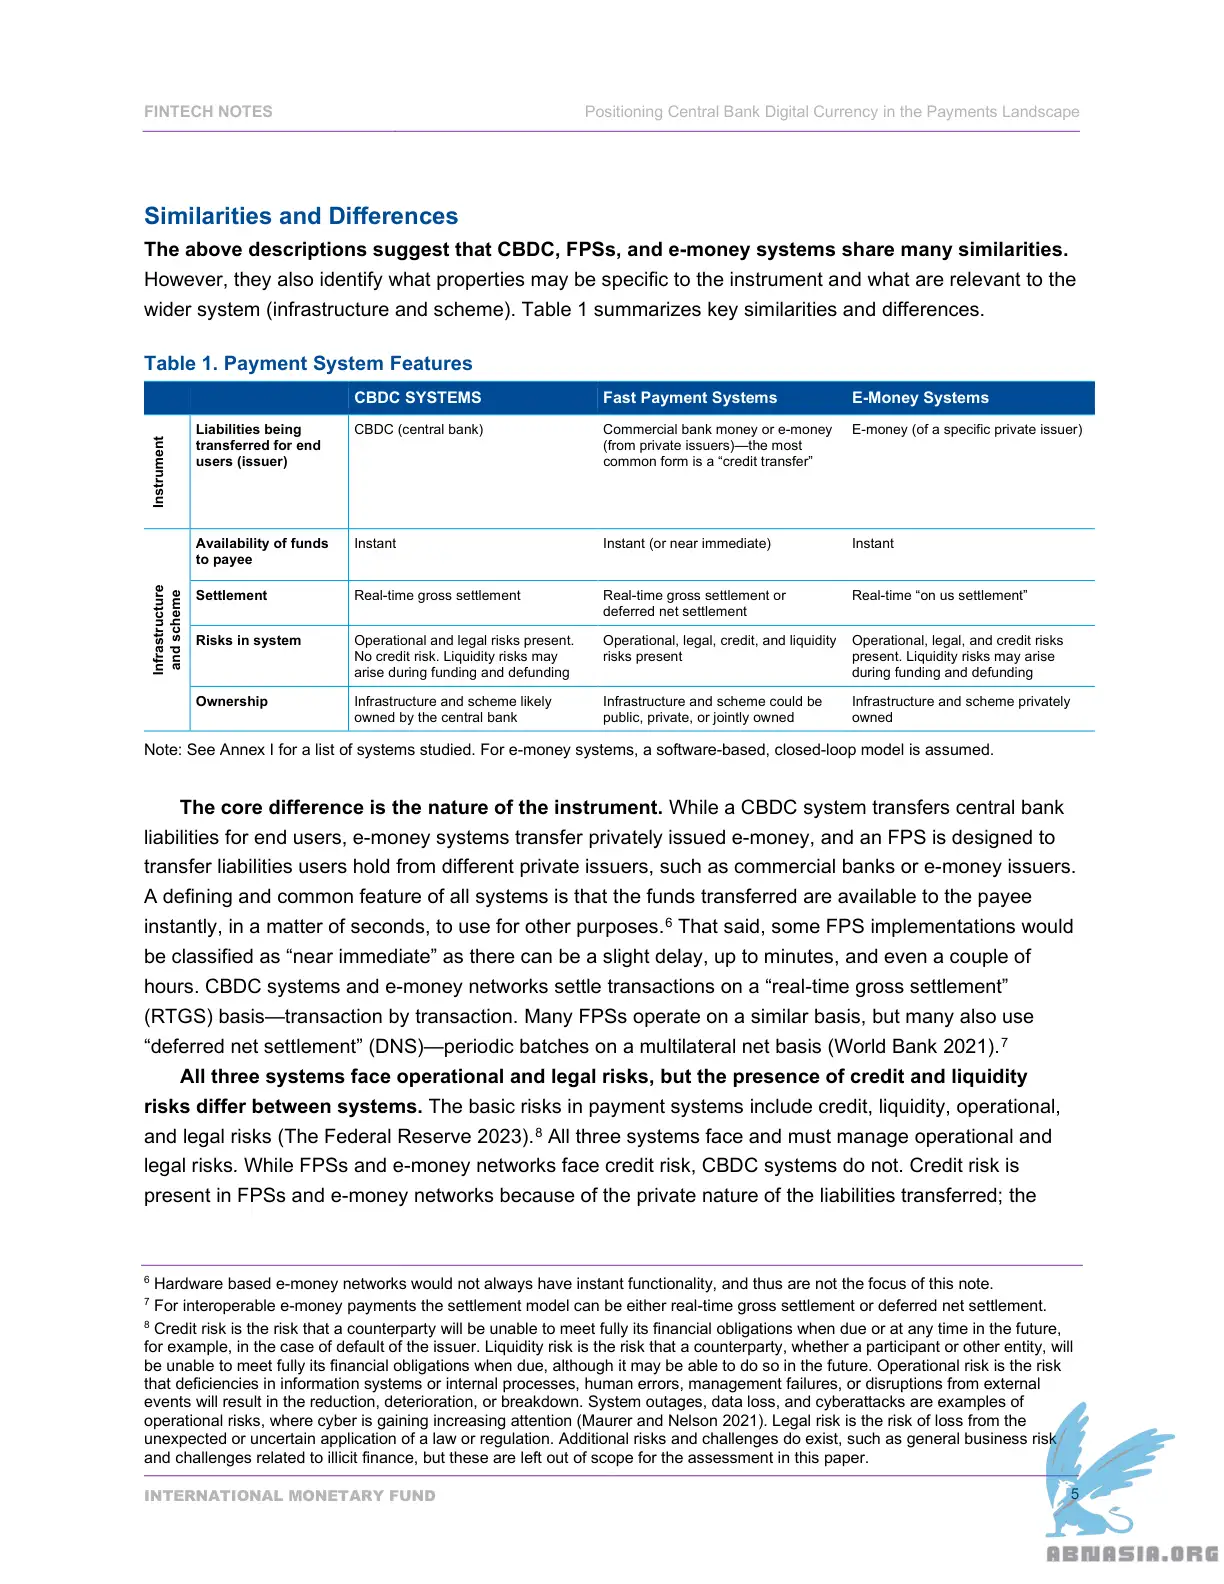 FINTECH NOTES
Positioning Central Bank Digital Currency in the Payments Landscape
Similarities and Differences
The above descriptions suggest that CBDC, FPSs, and e-money systems share many similarities.
However, they also identify what properties may be specific to the instrument and what are relevant to the
wider system (infrastructure and scheme). Table 1 summarizes key similarities and differences.
Table 1. Payment System Features
CBDC SYSTEMS
Fast Payment Systems
E-Money Systems
Instrument
Liabilities being
transferred for end
users (issuer)
CBDC (central bank)
Commercial bank money or e-money
(from private issuers)—the most
common form is a “credit transfer”
E-money (of a specific private issuer)
Infrastructure
and scheme
Availability of funds
to payee
Instant
Instant (or near immediate)
Instant
Settlement
Real-time gross settlement
Real-time gross settlement or
deferred net settlement
Real-time “on us settlement”
Risks in system
Operational and legal risks present.
No credit risk. Liquidity risks may
arise during funding and defunding
Operational, legal, credit, and liquidity
risks present
Operational, legal, and credit risks
present. Liquidity risks may arise
during funding and defunding
Ownership
Infrastructure and scheme likely
owned by the central bank
Infrastructure and scheme could be
public, private, or jointly owned
Infrastructure and scheme privately
owned
Note: See Annex I for a list of systems studied. For e-money systems, a software-based, closed-loop model is assumed.
The core difference is the nature of the instrument. While a CBDC system transfers central bank
liabilities for end users, e-money systems transfer privately issued e-money, and an FPS is designed to
transfer liabilities users hold from different private issuers, such as commercial banks or e-money issuers.
A defining and common feature of all systems is that the funds transferred are available to the payee
instantly, in a matter of seconds, to use for other purposes.6 That said, some FPS implementations would
be classified as “near immediate” as there can be a slight delay, up to minutes, and even a couple of
hours. CBDC systems and e-money networks settle transactions on a “real-time gross settlement”
(RTGS) basis—transaction by transaction. Many FPSs operate on a similar basis, but many also use
“deferred net settlement” (DNS)—periodic batches on a multilateral net basis (World Bank 2021).7
All three systems face operational and legal risks, but the presence of credit and liquidity
risks differ between systems. The basic risks in payment systems include credit, liquidity, operational,
and legal risks (The Federal Reserve 2023).8 All three systems face and must manage operational and
legal risks. While FPSs and e-money networks face credit risk, CBDC systems do not. Credit risk is
present in FPSs and e-money networks because of the private nature of the liabilities transferred; the
6 Hardware based e-money networks would not always have instant functionality, and thus are not the focus of this note.
7 For interoperable e-money payments the settlement model can be either real-time gross settlement or deferred net settlement.
8 Credit risk is the risk that a counterparty will be unable to meet fully its financial obligations when due or at any time in the future,
for example, in the case of default of the issuer. Liquidity risk is the risk that a counterparty, whether a participant or other entity, will
be unable to meet fully its financial obligations when due, although it may be able to do so in the future. Operational risk is the risk
that deficiencies in information systems or internal processes, human errors, management failures, or disruptions from external
events will result in the reduction, deterioration, or breakdown. System outages, data loss, and cyberattacks are examples of
operational risks, where cyber is gaining increasing attention (Maurer and Nelson 2021). Legal risk is the risk of loss from the
unexpected or uncertain application of a law or regulation. Additional risks and challenges do exist, such as general business risk
and challenges related to illicit finance, but these are left out of scope for the assessment in this paper.
INTERNATIONAL MONETARY FUND
5
ABNASIA.ORG